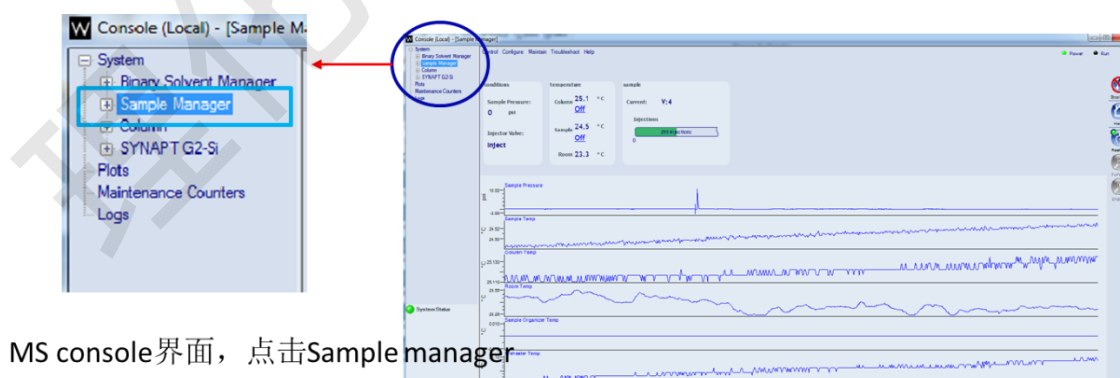 Console (Local) - [Sample Ma
System
Binary Solvent Manager
Sample Manager
Column
SYNAPT G2-Si
Plots
Maintenance Counters
Logs
MS console界面，点击Sample manager
Console (Local) - [Sample Manager]
System
Binary Solvent Manager
Sample Manager
Column
SYNAPT G2-Si
Plots
Maintenance Counters
Control Configure Maintain Troubleshoot Help
Power Run
conditions
Sample Pressure:
0 psi
Injector Valve:
Inject
temperature
Column 25.1 °C
Off
Sample 24.5 °C
Off
Room 23.3 °C
sample
Current: V:4
Injections
0
Sample Pressure
Sample Temp
Column Temp
Room Temp
Sample Organizer Temp
System Status